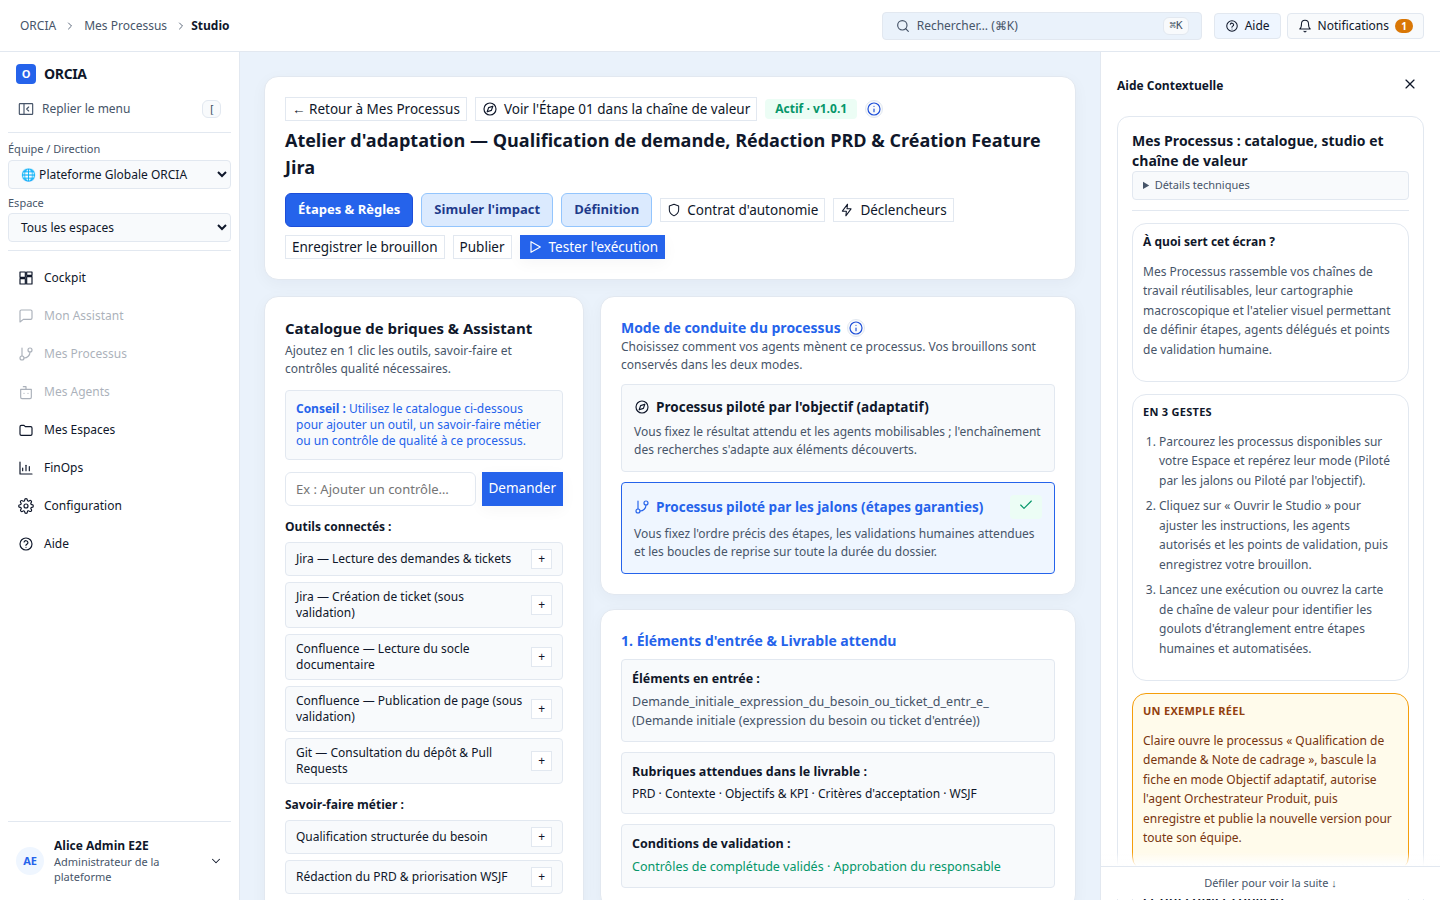 ORCIA > Mes Processus > Studio
Rechercher... (⌘K)
⌘K
Aide
Notifications 1
O ORCIA
Replier le menu [
Équipe / Direction
🌐 Plateforme Globale ORCIA
Espace
Tous les espaces
Cockpit
Mon Assistant
Mes Processus
Mes Agents
Mes Espaces
FinOps
Configuration
Aide
AE
Alice Admin E2E
Administrateur de la
plateforme
← Retour à Mes Processus
Voir l'Étape 01 dans la chaîne de valeur
Actif · v1.0.1
Atelier d'adaptation — Qualification de demande, Rédaction PRD & Création Feature
Jira
Étapes & Règles
Simuler l'impact
Définition
Contrat d'autonomie
Déclencheurs
Enregistrer le brouillon
Publier
Tester l'exécution
Catalogue de briques & Assistant
Ajoutez en 1 clic les outils, savoir-faire et
contrôles qualité nécessaires.
Conseil : Utilisez le catalogue ci-dessous
pour ajouter un outil, un savoir-faire métier
ou un contrôle de qualité à ce processus.
Ex : Ajouter un contrôle...
Demander
Outils connectés :
Jira — Lecture des demandes & tickets +
Jira — Création de ticket (sous
validation) +
Confluence — Lecture du socle
documentaire +
Confluence — Publication de page (sous
validation) +
Git — Consultation du dépôt & Pull
Requests +
Savoir-faire métier :
Qualification structurée du besoin +
Rédaction du PRD & priorisation WSJF +
Mode de conduite du processus
Choisissez comment vos agents mènent ce processus. Vos brouillons sont
conservés dans les deux modes.
Processus piloté par l'objectif (adaptatif)
Vous fixez le résultat attendu et les agents mobilisables ; l'enchaînement
des recherches s'adapte aux éléments découverts.
Processus piloté par les jalons (étapes garanties)
Vous fixez l'ordre précis des étapes, les validations humaines attendues
et les boucles de reprise sur toute la durée du dossier.
1. Éléments d'entrée & Livrable attendu
Éléments en entrée :
Demande_initiale_expression_du_besoin_ou_ticket_d_entr_e_
(Demande initiale (expression du besoin ou ticket d'entrée))
Rubriques attendues dans le livrable :
PRD · Contexte · Objectifs & KPI · Critères d'acceptation · WSJF
Conditions de validation :
Contrôles de complétude validés · Approbation du responsable
Aide Contextuelle
Mes Processus : catalogue, studio et
chaîne de valeur
▶ Détails techniques
À quoi sert cet écran ?
Mes Processus rassemble vos chaînes de
travail réutilisables, leur cartographie
macroscopique et l'atelier visuel permettant
de définir étapes, agents délégués et points
de validation humaine.
EN 3 GESTES
1. Parcourez les processus disponibles sur
votre Espace et repérez leur mode (Piloté
par les jalons ou Piloté par l'objectif).
2. Cliquez sur « Ouvrir le Studio » pour
ajuster les instructions, les agents
autorisés et les points de validation, puis
enregistrez votre brouillon.
3. Lancez une exécution ou ouvrez la carte
de chaîne de valeur pour identifier les
goulots d'étranglement entre étapes
humaines et automatisées.
UN EXEMPLE RÉEL
Claire ouvre le processus « Qualification de
demande & Note de cadrage », bascule la
fiche en mode Objectif adaptatif, autorise
l'agent Orchestrateur Produit, puis
enregistre et publie la nouvelle version pour
toute son équipe.
Défiler pour voir la suite ↓